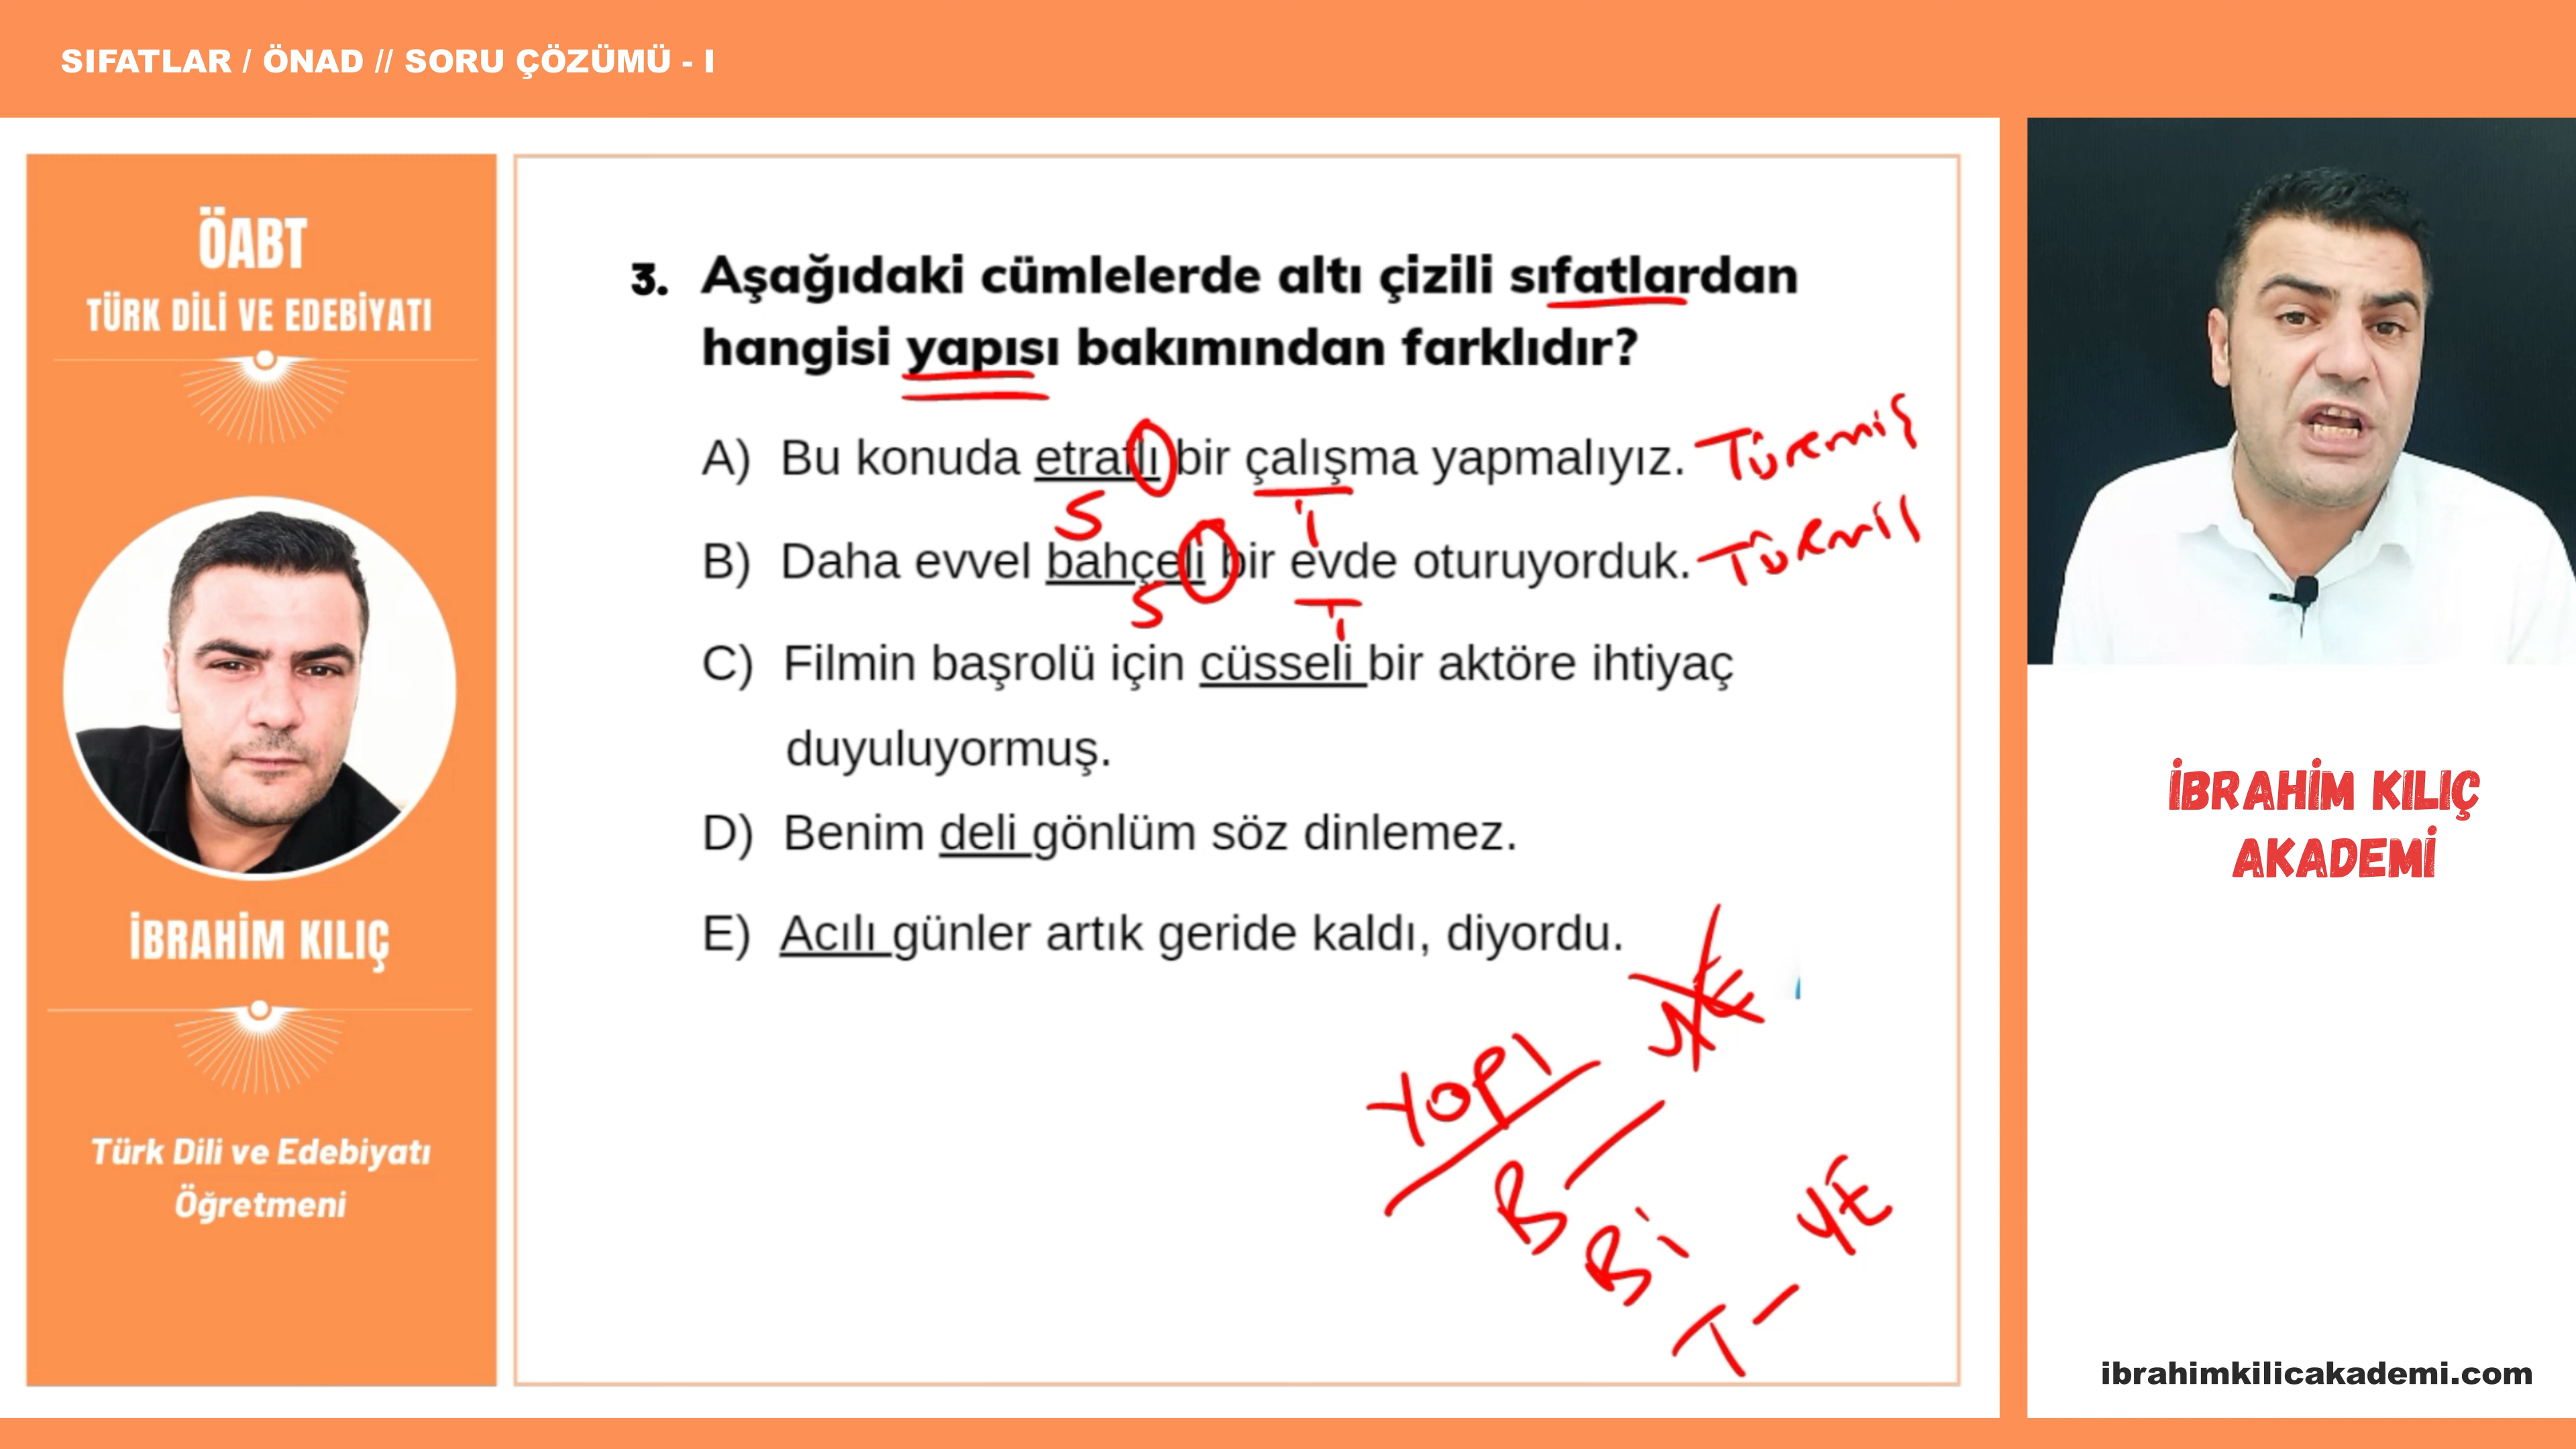 SIFATLAR / ÖNAD // SORU ÇÖZÜMÜ - I
ÖABT
TÜRK DİLİ VE EDEBİYATI
İBRAHİM KILIÇ
Türk Dili ve Edebiyatı
Öğretmeni
3. Aşağıdaki cümlelerde altı çizili sıfatlardan
hangisi yapısı bakımından farklıdır?
A) Bu konuda etraflı bir çalışma yapmalıyız. Türemiş
S İ
B) Daha evvel bahçeli bir evde oturuyorduk. Türemiş
S İ
C) Filmin başrolü için cüsseli bir aktöre ihtiyaç
duyuluyormuş.
D) Benim deli gönlüm söz dinlemez.
E) Acılı günler artık geride kaldı, diyordu.
Yapı
B – YE
Bİ
T – YE
İBRAHİM KILIÇ
AKADEMİ
ibrahimkilicakademi.com